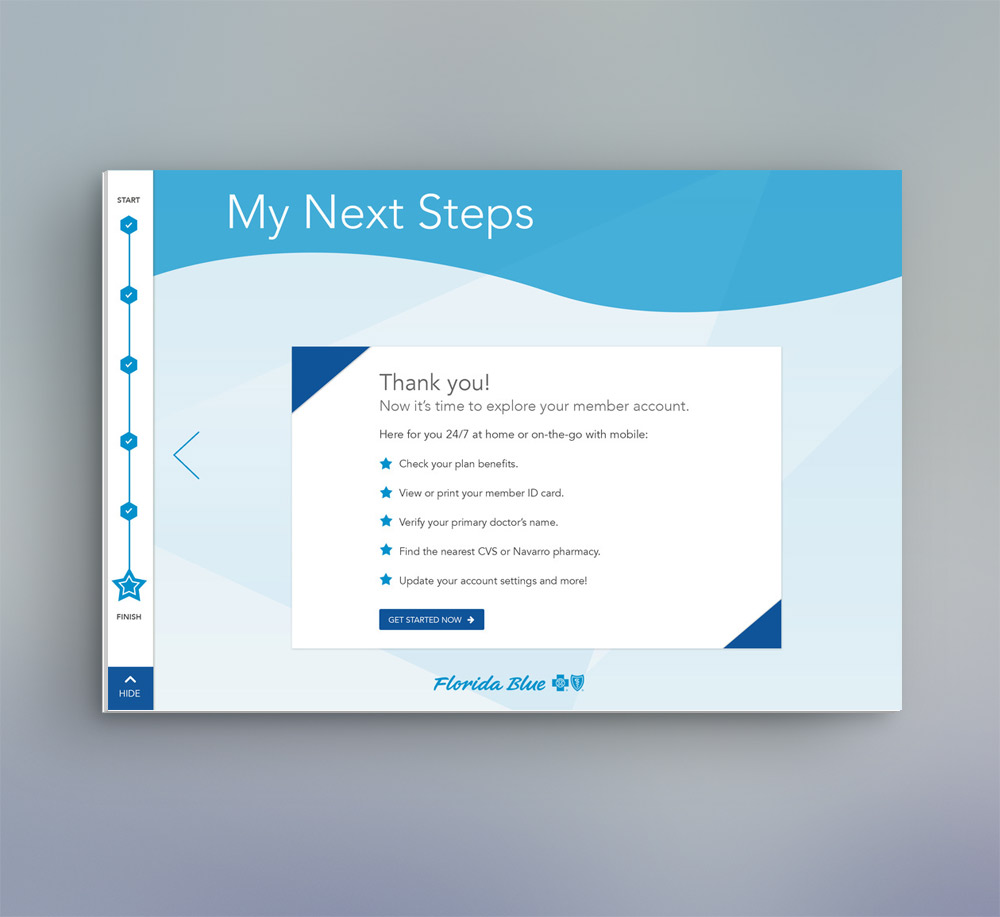 START
My Next Steps
Thank you!
Now it's time to explore your member account.
Here for you 24/7 at home or on-the-go with mobile:
Check your plan benefits.
View or print your member ID card.
Verify your primary doctor's name.
Find the nearest CVS or Navarro pharmacy.
Update your account settings and more!
GET STARTED NOW
FINISH
HIDE
Florida Blue